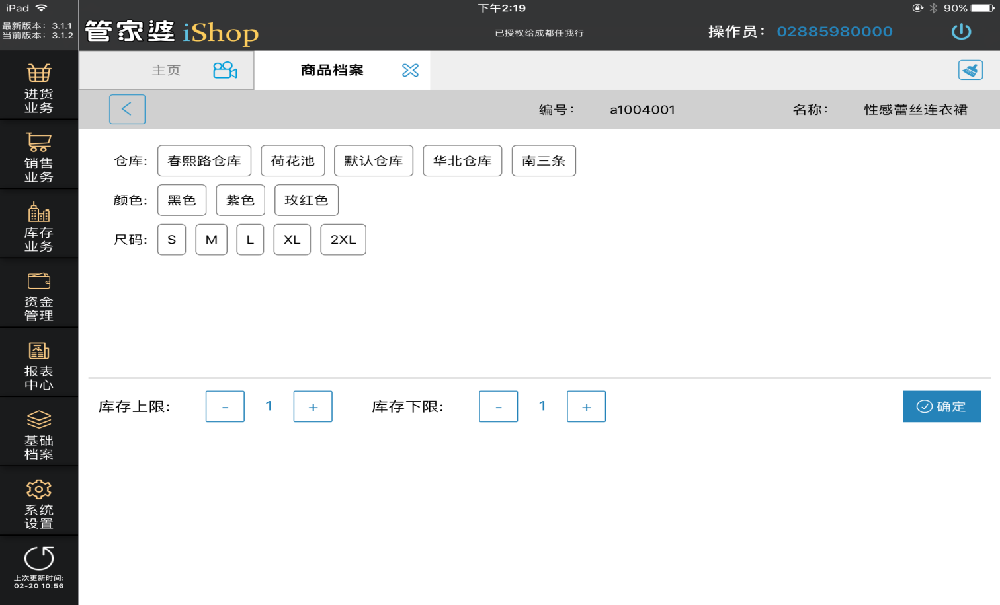 iPad
下午2:19
90%
最新版本: 3.1.1
当前版本: 3.1.2
管家婆 iShop
已授权给成都任我行
操作员: 02885980000
主页
商品档案
编号: a1004001
名称: 性感蕾丝连衣裙
进货
业务
销售
业务
库存
业务
资金
管理
报表
中心
基础
档案
系统
设置
上次更新时间:
02-20 10:56
仓库: 春熙路仓库 荷花池 默认仓库 华北仓库 南三条
颜色: 黑色 紫色 玫红色
尺码: S M L XL 2XL
库存上限: - 1 + 库存下限: - 1 + 确定